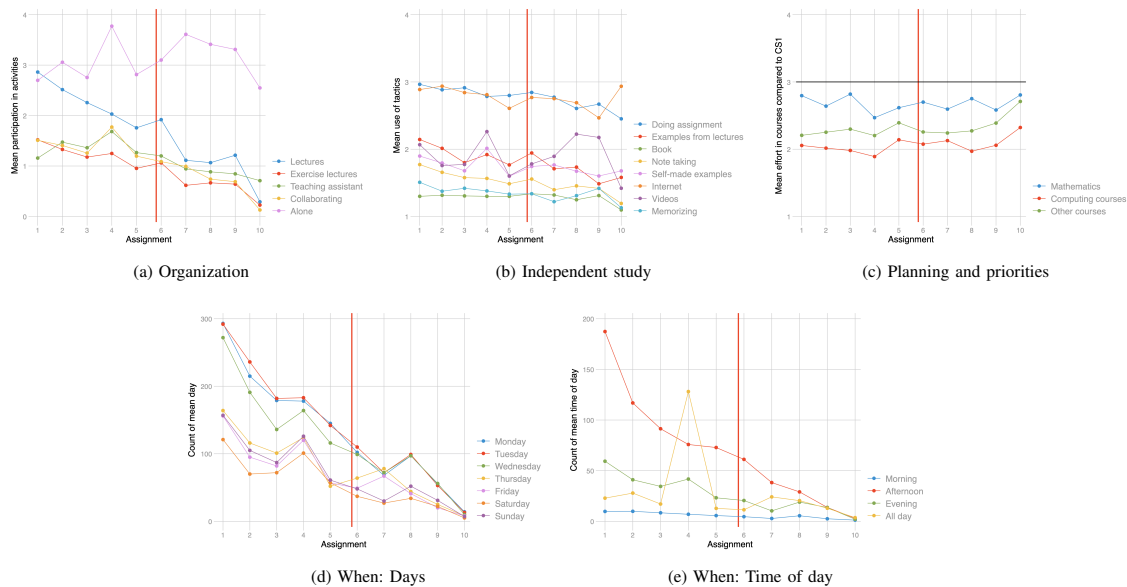 Mean participation in activities
4
3
2
1
0
1 2 3 4 5 6 7 8 9 10
Assignment
Lectures
Exercise lectures
Teaching assistant
Collaborating
Alone
(a) Organization
Mean use of tactics
4
3
2
1
1 2 3 4 5 6 7 8 9 10
Assignment
Doing assignment
Examples from lectures
Book
Note taking
Self-made examples
Internet
Videos
Memorizing
(b) Independent study
Mean effort in courses compared to CS1
4
3
2
1
1 2 3 4 5 6 7 8 9 10
Assignment
Mathematics
Computing courses
Other courses
(c) Planning and priorities
Count of mean day
300
200
100
0
1 2 3 4 5 6 7 8 9 10
Assignment
Monday
Tuesday
Wednesday
Thursday
Friday
Saturday
Sunday
(d) When: Days
Count of mean time of day
200
150
100
50
0
1 2 3 4 5 6 7 8 9 10
Assignment
Morning
Afternoon
Evening
All day
(e) When: Time of day